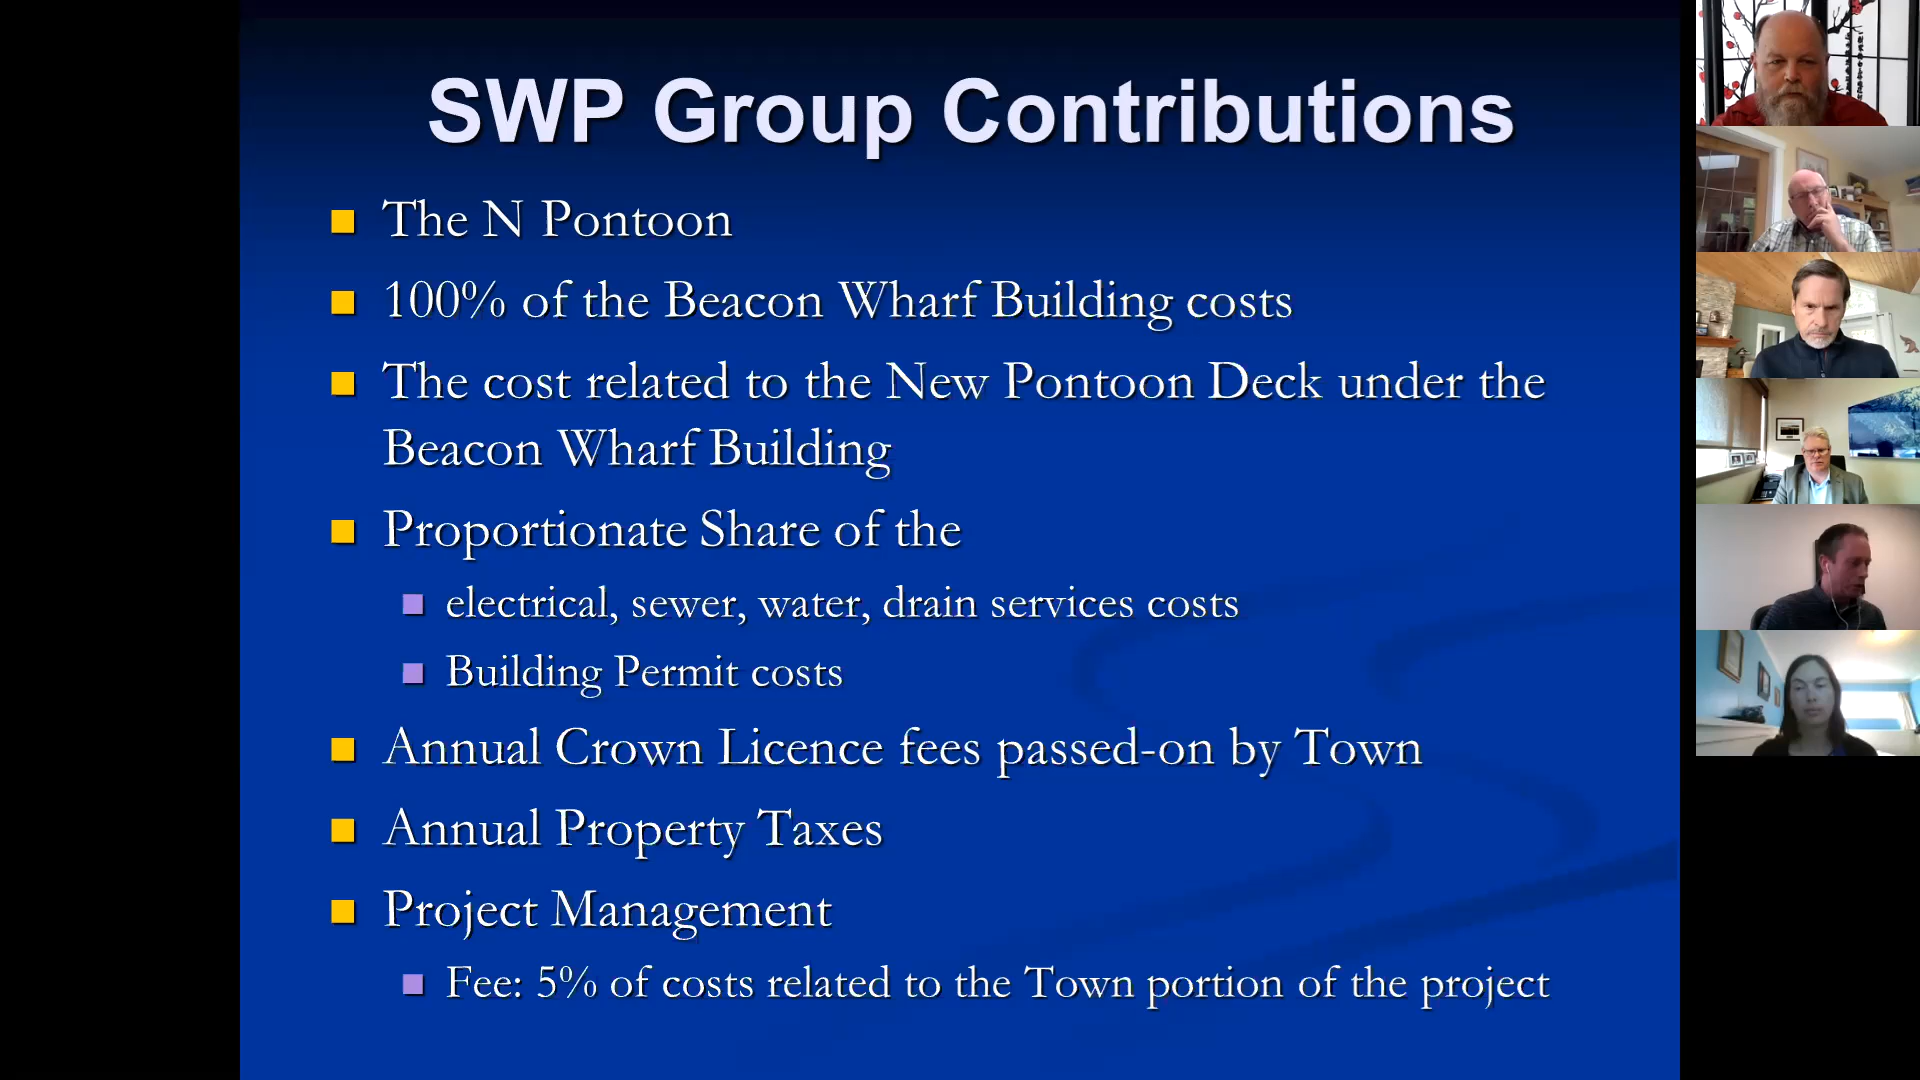 SWP Group Contributions
The N Pontoon
100% of the Beacon Wharf Building costs
The cost related to the New Pontoon Deck under the
Beacon Wharf Building
Proportionate Share of the
electrical, sewer, water, drain services costs
Building Permit costs
Annual Crown Licence fees passed-on by Town
Annual Property Taxes
Project Management
Fee: 5% of costs related to the Town portion of the project